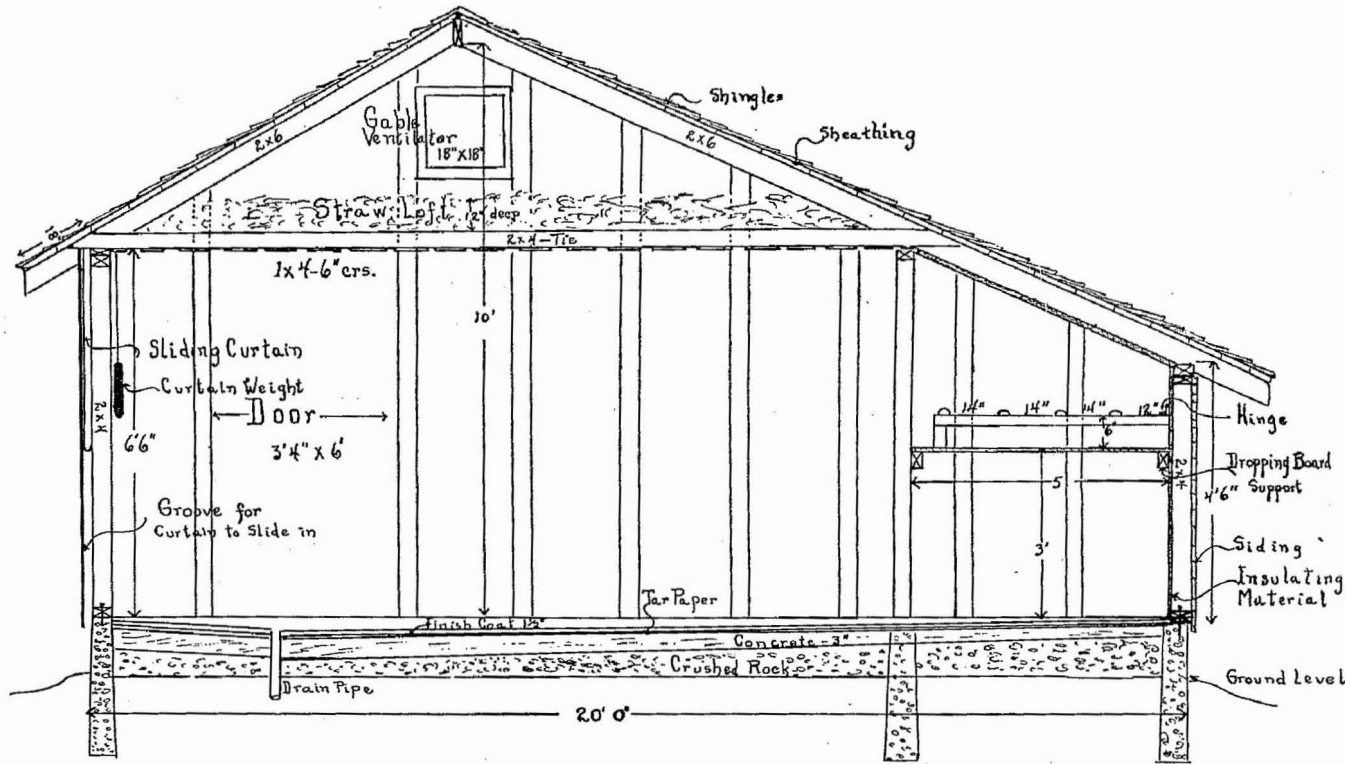 Shingles
Sheathing
2x6
Gable
Ventilator
18"X18"
2x6
Straw Loft 12" deep
18"
2x4-Tie
1x4-6" crs.
10'
Sliding Curtain
Curtain Weight
2x4
6'6"
Door
3'4" x 6'
14" 14" 14" 12"
6"
Hinge
Dropping Board
Support
2x4
4'6"
5
Groove for
Curtain to Slide in
3'
Siding
Insulating
Material
Tar Paper
Finish Coat 1½"
Concrete-3"
Crushed Rock
Drain Pipe
Ground Level
20' 0"